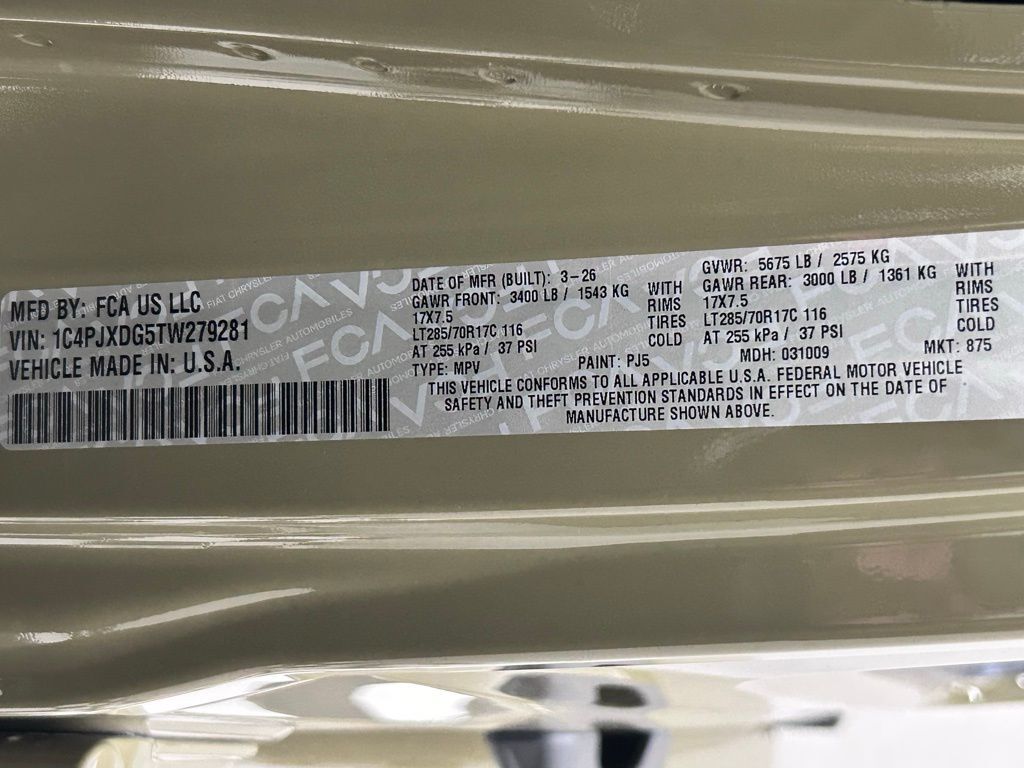 MFD BY: FCA US LLC
VIN: 1C4PJXDG5TW279281
VEHICLE MADE IN: U.S.A.
DATE OF MFR (BUILT): 3-26
GAWR FRONT: 3400 LB / 1543 KG WITH
17X7.5 RIMS
LT285/70R17C 116 TIRES
AT 255 kPa / 37 PSI COLD
TYPE: MPV PAINT: PJ5
GVWR: 5675 LB / 2575 KG
GAWR REAR: 3000 LB / 1361 KG WITH
17X7.5 RIMS
LT285/70R17C 116 TIRES
AT 255 kPa / 37 PSI COLD
MDH: 031009 MKT: 875
THIS VEHICLE CONFORMS TO ALL APPLICABLE U.S.A. FEDERAL MOTOR VEHICLE
SAFETY AND THEFT PREVENTION STANDARDS IN EFFECT ON THE DATE OF
MANUFACTURE SHOWN ABOVE.